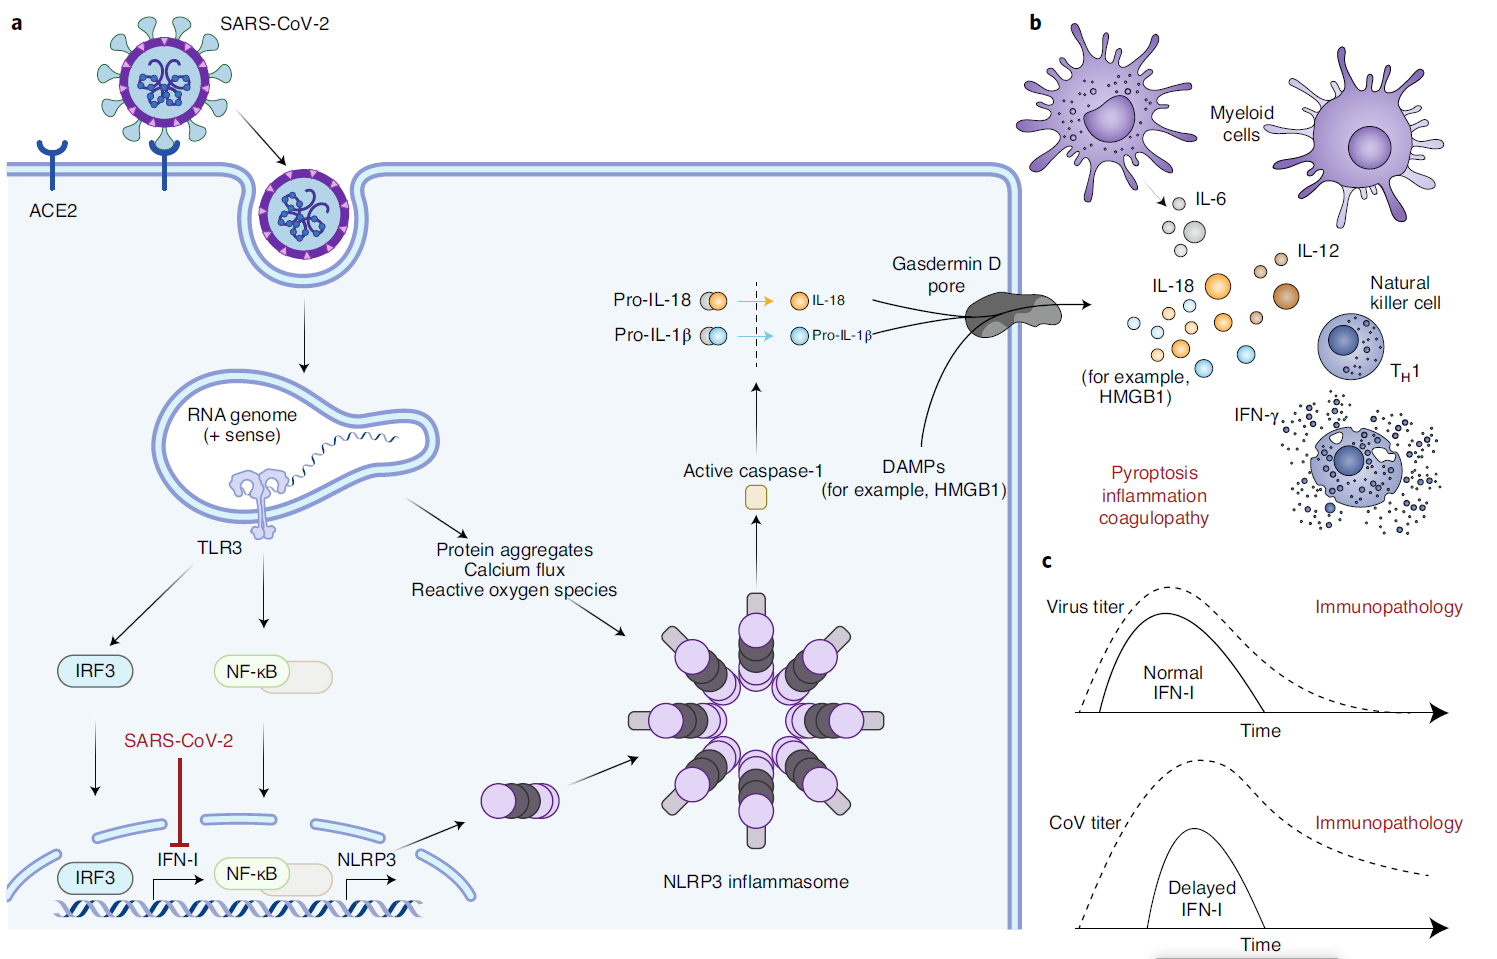 a
SARS-CoV-2
ACE2
RNA genome
(+ sense)
TLR3
Protein aggregates
Calcium flux
Reactive oxygen species
IRF3
NF-κB
SARS-CoV-2
IFN-I
NLRP3
IRF3
NF-κB
NLRP3 inflammasome
Active caspase-1
Pro-IL-18
IL-18
Pro-IL-1β
Pro-IL-1β
Gasdermin D
pore
DAMPs
(for example, HMGB1)
b
Myeloid
cells
IL-6
IL-12
IL-18
Natural
killer cell
(for example,
HMGB1)
TH1
IFN-γ
Pyroptosis
inflammation
coagulopathy
c
Virus titer
Immunopathology
Normal
IFN-I
Time
CoV titer
Immunopathology
Delayed
IFN-I
Time